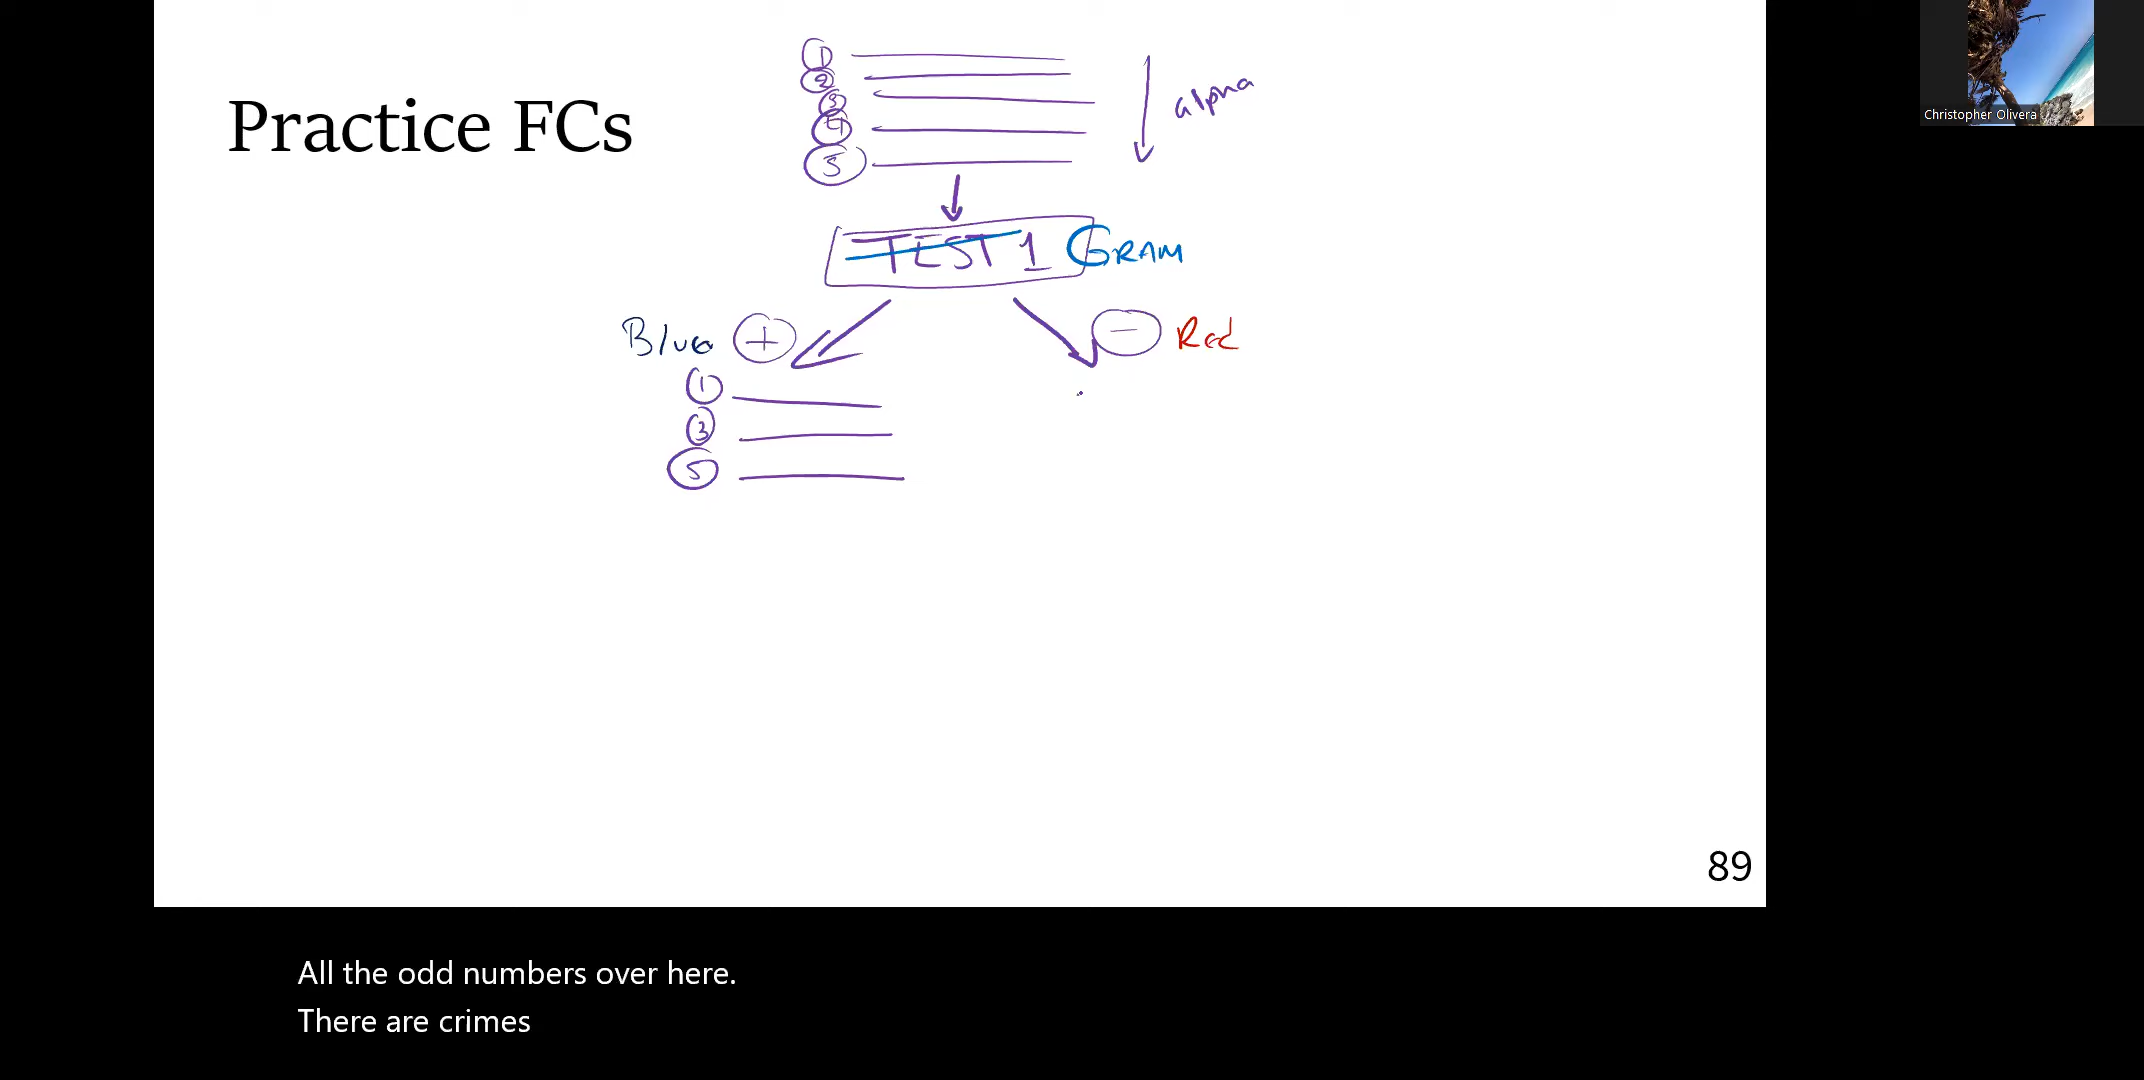 Practice FCs
1
2
3
4
5
alpha
TEST 1 GRAM
Blue + - Red
1
3
5
89
Christopher Olivera
All the odd numbers over here.
There are crimes